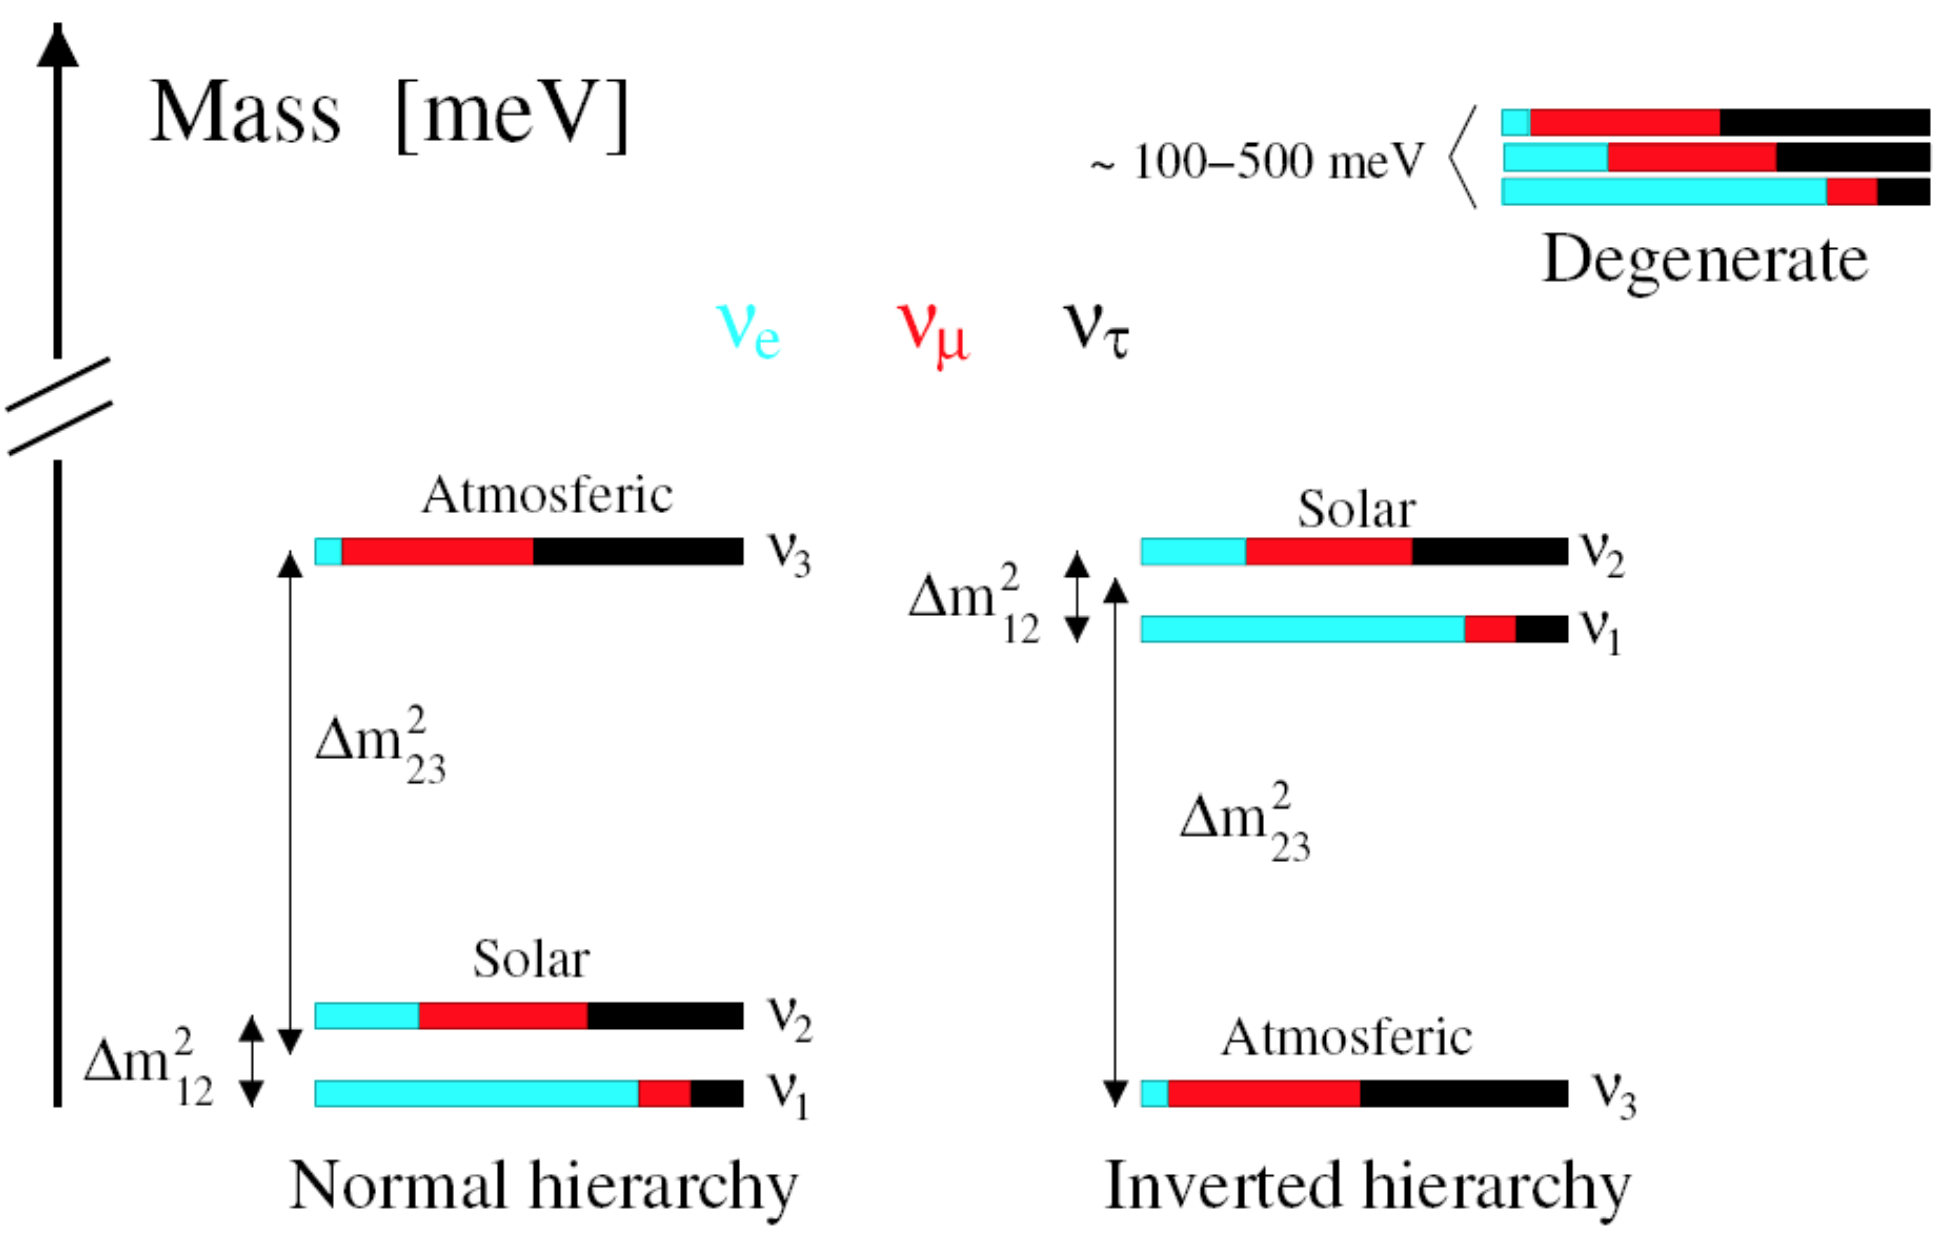 Mass [meV]
~ 100–500 meV
Degenerate
νe νμ ντ
Atmosferic
ν3
Δm²23
Solar
ν2
Δm²12
ν1
Normal hierarchy
Solar
ν2
Δm²12
ν1
Δm²23
Atmosferic
ν3
Inverted hierarchy